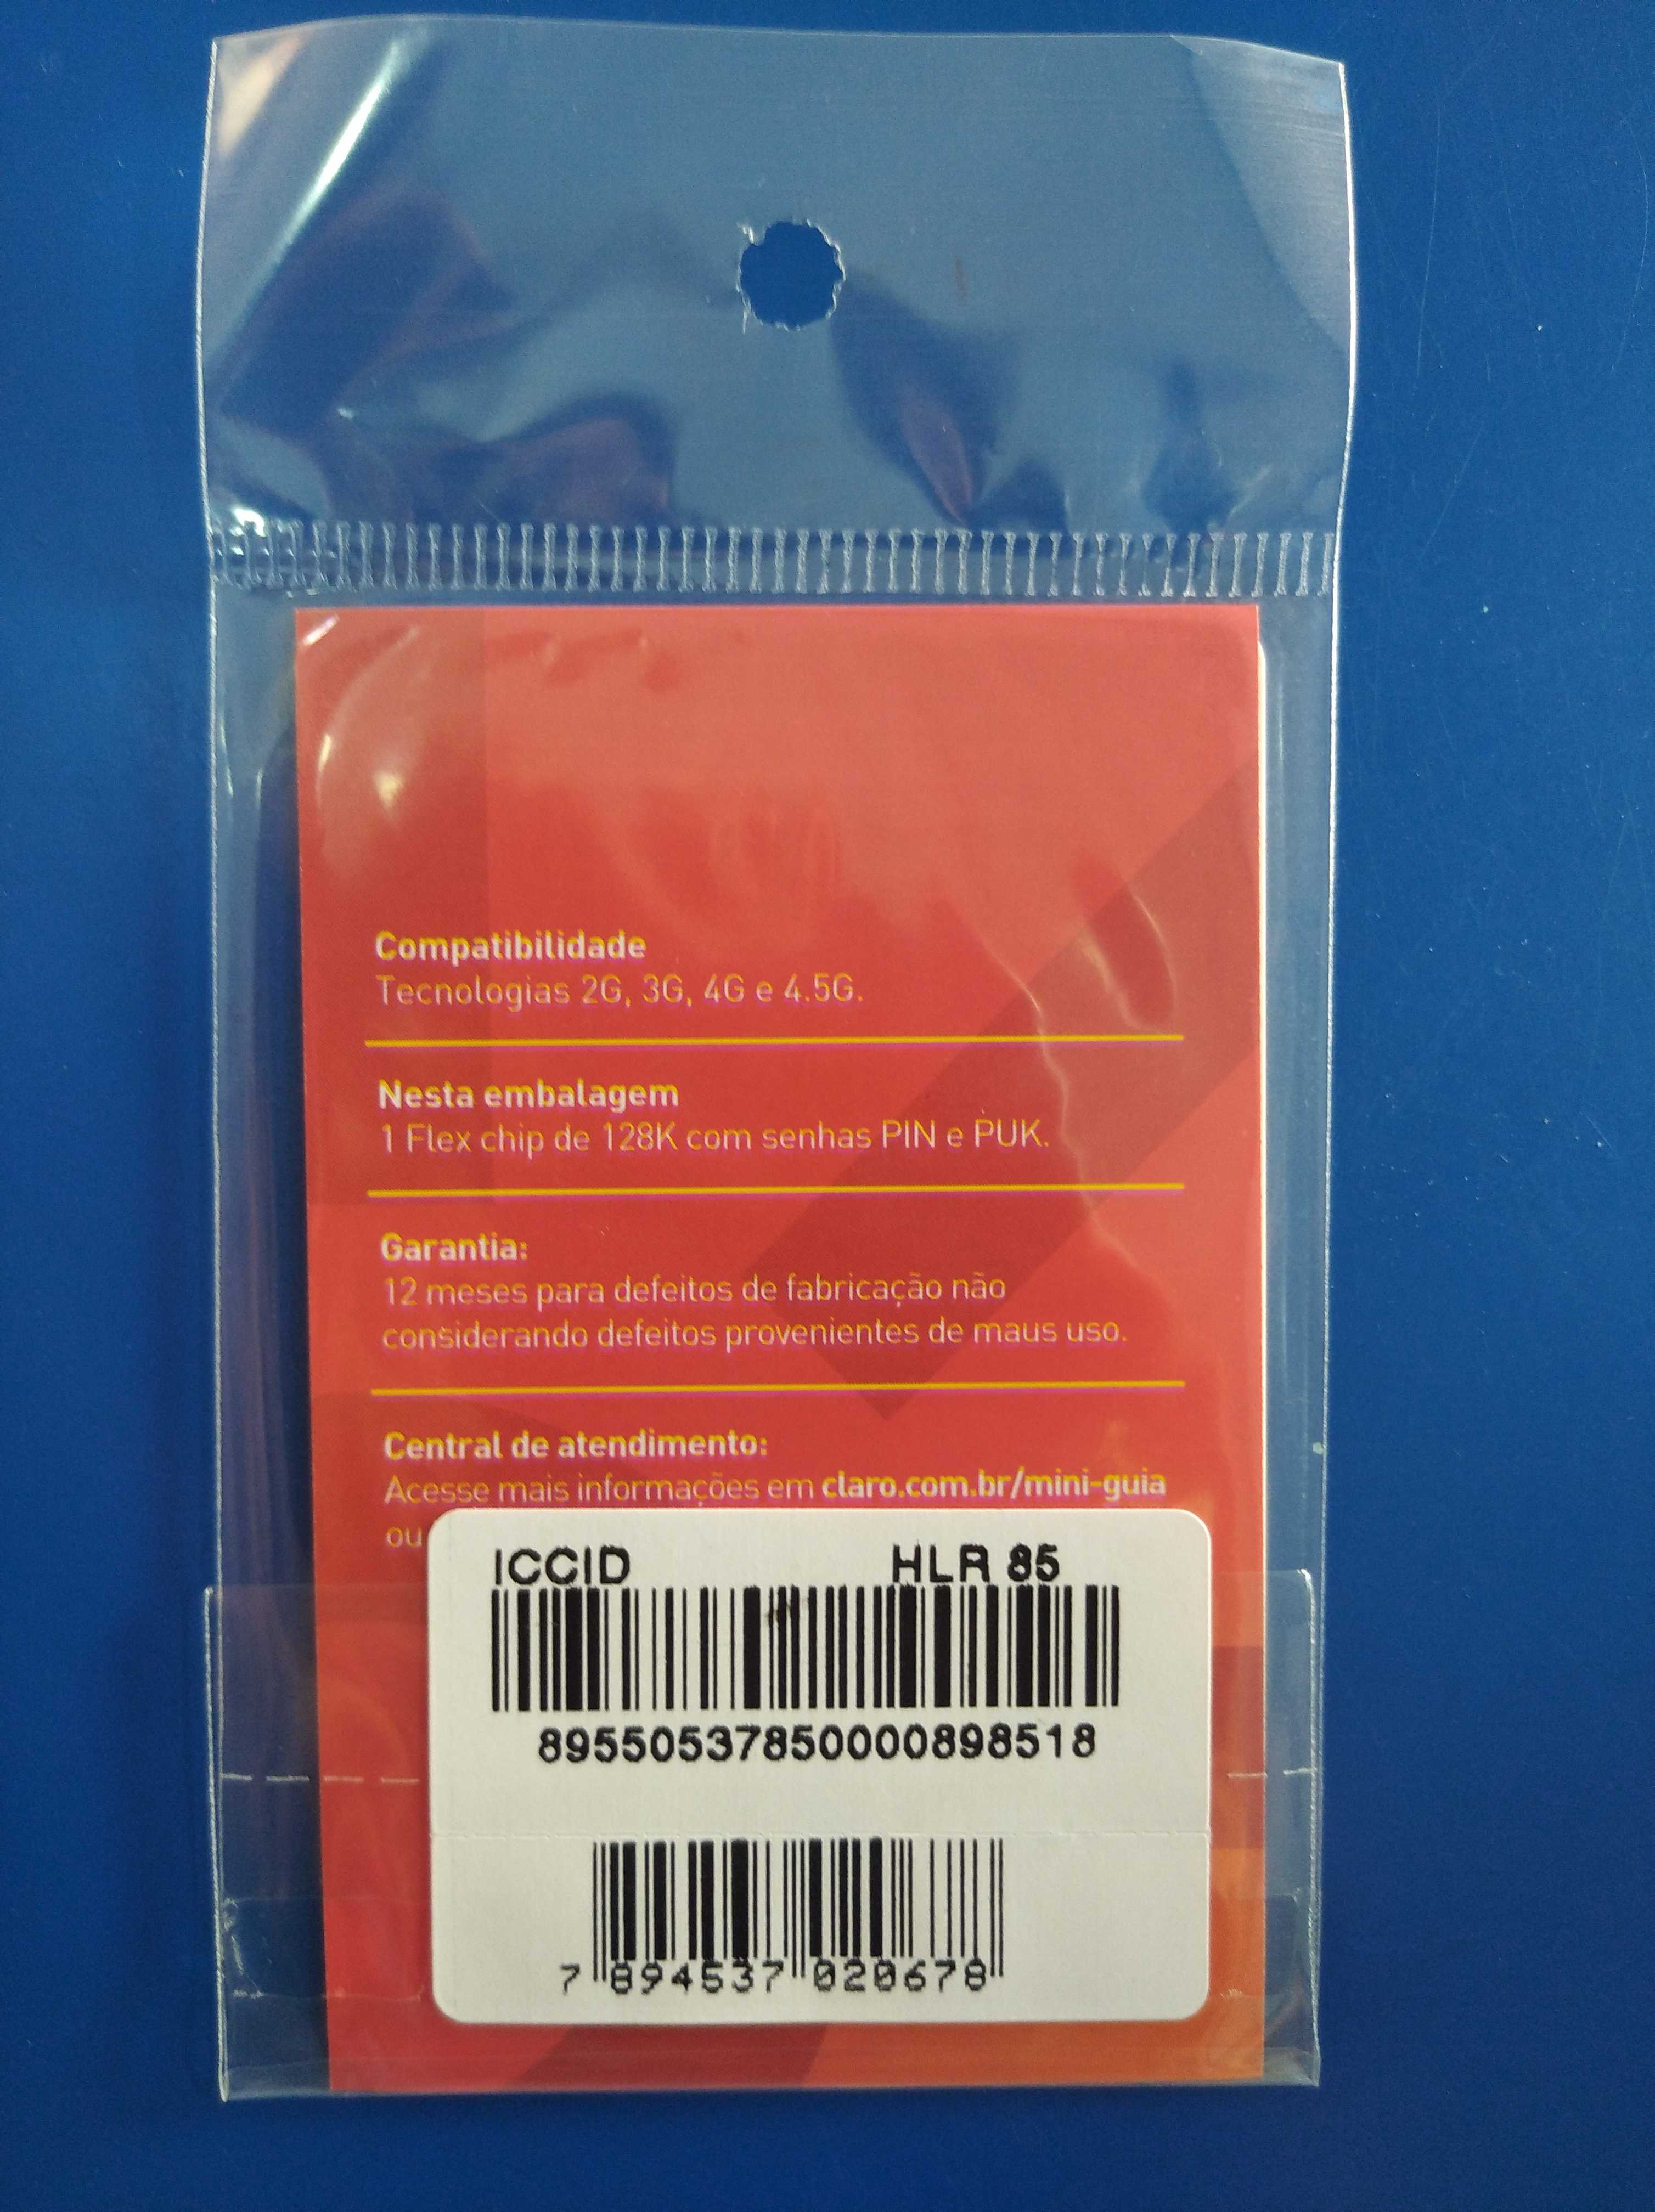 Compatibilidade
Tecnologias 2G, 3G, 4G e 4.5G.
Nesta embalagem
1 Flex chip de 128K com senhas PIN e PUK.
Garantia:
12 meses para defeitos de fabricação não
considerando defeitos provenientes de maus uso.
Central de atendimento:
Acesse mais informações em claro.com.br/mini-guia
ou
ICCID HLR 85
89550537850000898518
7 894537 020678